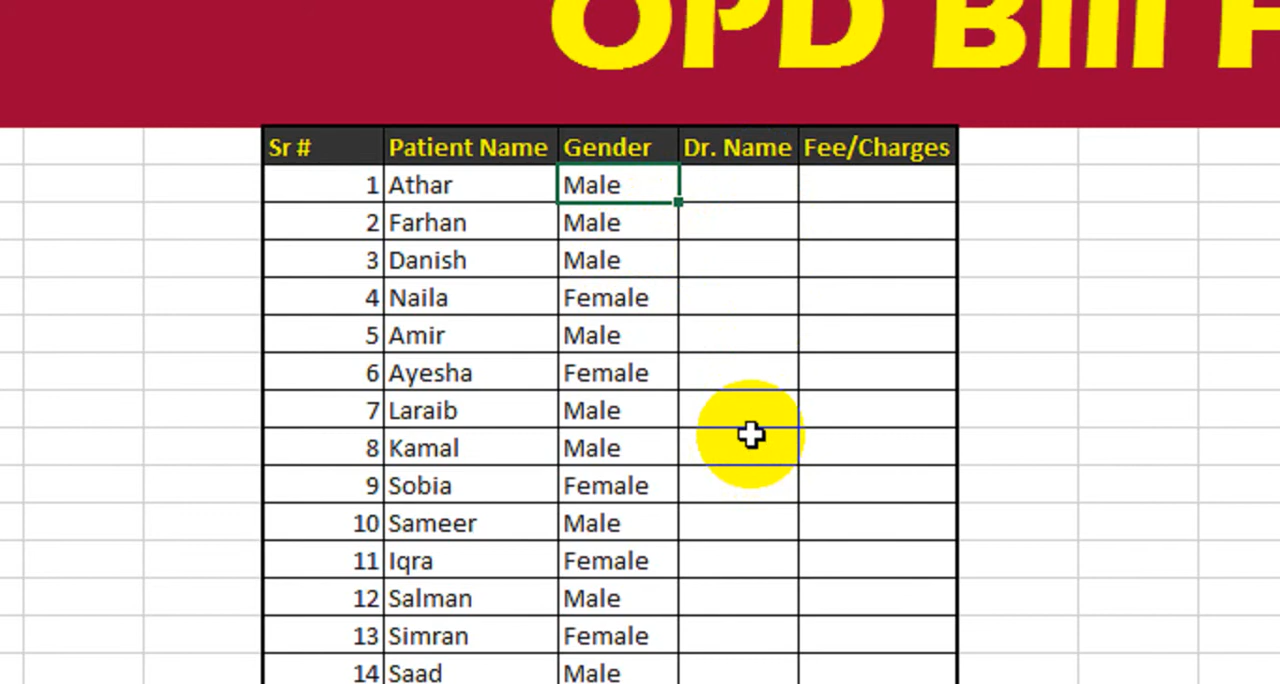 OPD Bill
Sr # Patient Name Gender Dr. Name Fee/Charges
1 Athar Male
2 Farhan Male
3 Danish Male
4 Naila Female
5 Amir Male
6 Ayesha Female
7 Laraib Male
8 Kamal Male
9 Sobia Female
10 Sameer Male
11 Iqra Female
12 Salman Male
13 Simran Female
14 Saad Male